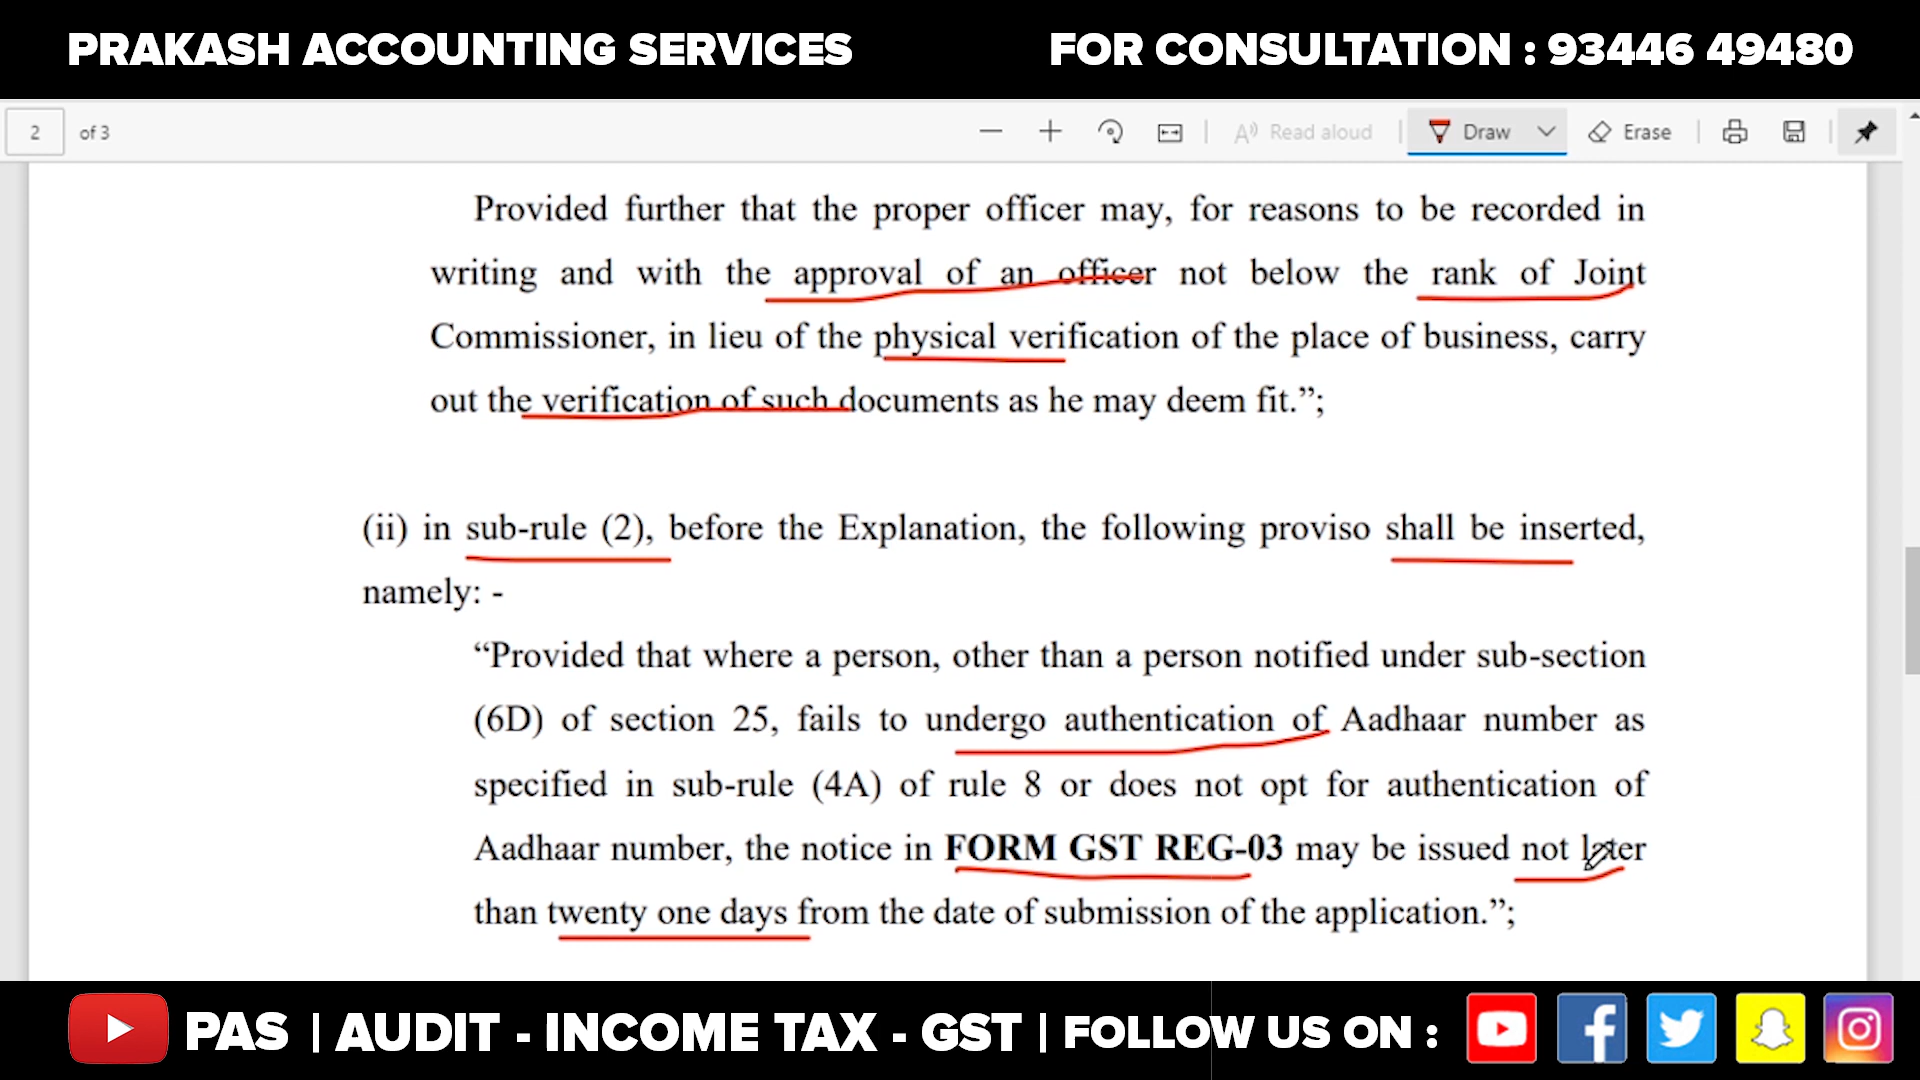 PRAKASH ACCOUNTING SERVICES FOR CONSULTATION : 93446 49480
2 of 3 Read aloud Draw Erase
Provided further that the proper officer may, for reasons to be recorded in
writing and with the approval of an officer not below the rank of Joint
Commissioner, in lieu of the physical verification of the place of business, carry
out the verification of such documents as he may deem fit.”;
(ii) in sub-rule (2), before the Explanation, the following proviso shall be inserted,
namely: -
“Provided that where a person, other than a person notified under sub-section
(6D) of section 25, fails to undergo authentication of Aadhaar number as
specified in sub-rule (4A) of rule 8 or does not opt for authentication of
Aadhaar number, the notice in FORM GST REG-03 may be issued not later
than twenty one days from the date of submission of the application.”;
PAS | AUDIT - INCOME TAX - GST | FOLLOW US ON :